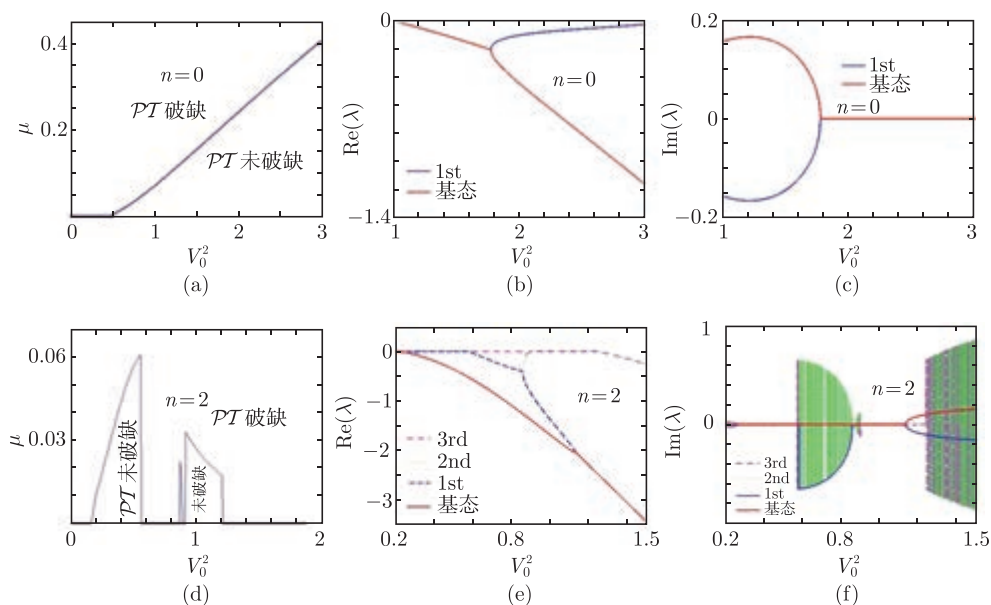 0.4
0.2
μ
n=0
PT 破缺
PT 未破缺
0
1
2
3
V₀²
(a)
0
−1.4
Re(λ)
n=0
1st
基态
1
2
3
V₀²
(b)
0.2
0
−0.2
Im(λ)
1st
基态
n=0
1
2
3
V₀²
(c)
0.06
0.03
μ
n=2
PT 破缺
PT 未破缺
未破缺
0
1
2
V₀²
(d)
0
−1
−2
−3
Re(λ)
n=2
3rd
2nd
1st
基态
0.2
0.8
1.5
V₀²
(e)
1
0
−1
Im(λ)
n=2
3rd
2nd
1st
基态
0.2
0.8
1.5
V₀²
(f)